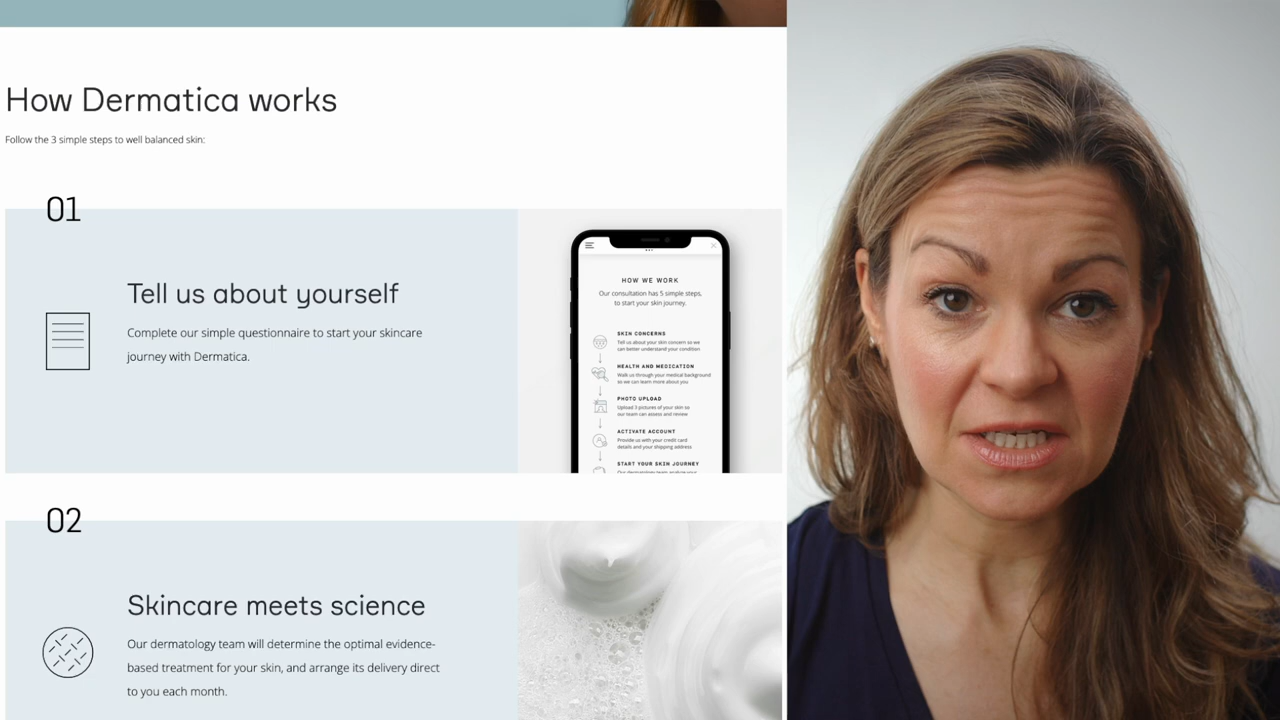 How Dermatica works
Follow the 3 simple steps to well balanced skin:
01
Tell us about yourself
Complete our simple questionnaire to start your skincare
journey with Dermatica.
HOW WE WORK
Our consultation has 5 simple steps,
to start your skin journey.
SKIN CONCERNS
Tell us about your skin concern so we
can better understand your condition
HEALTH AND MEDICATION
Walk us through your medical background
so we can learn more about you
PHOTO UPLOAD
Upload 3 pictures of your skin so
our team can assess and review
ACTIVATE ACCOUNT
Provide us with your credit card
details and your shipping address
START YOUR SKIN JOURNEY
02
Skincare meets science
Our dermatology team will determine the optimal evidence-
based treatment for your skin, and arrange its delivery direct
to you each month.